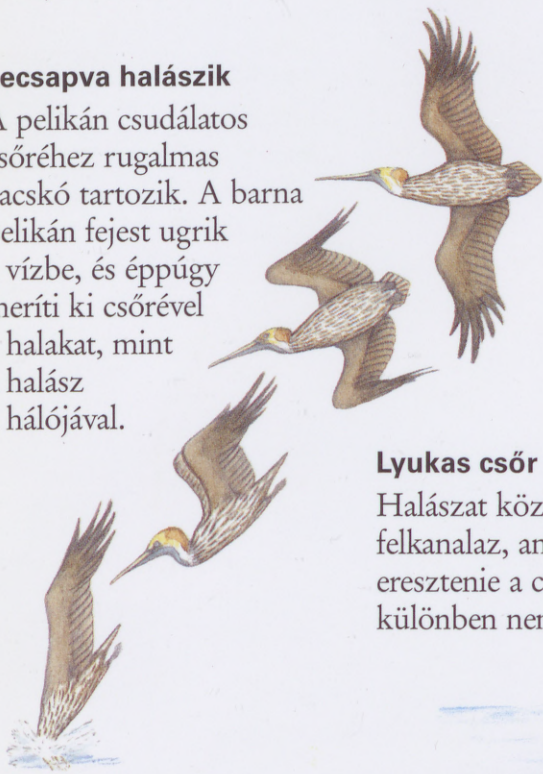 ecsapva halászik
A pelikán csudálatos
sőréhez rugalmas
acskó tartozik. A barna
elikán fejest ugrik
vízbe, és éppúgy
meríti ki csőrével
halakat, mint
halász
hálójával.
Lyukas csőr
Halászat köz
felkanalaz, an
eresztenie a c
különben nem